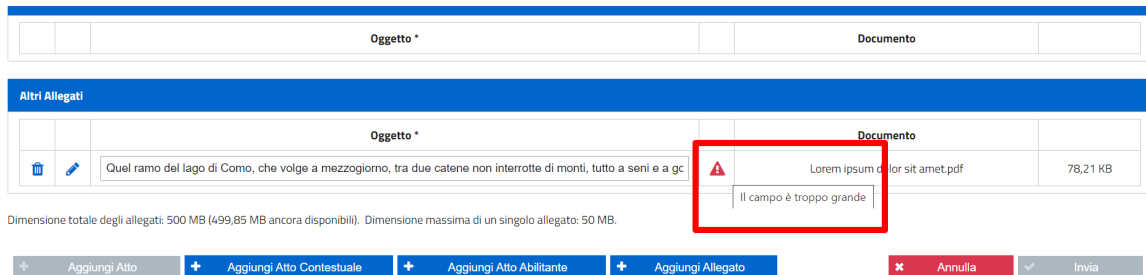 Oggetto * Documento
Altri Allegati
Oggetto * Documento
Quel ramo del lago di Como, che volge a mezzogiorno, tra due catene non interrotte di monti, tutto a seni e a gc Lorem ipsum dolor sit amet.pdf 78,21 KB
Il campo è troppo grande
Dimensione totale degli allegati: 500 MB (499,85 MB ancora disponibili). Dimensione massima di un singolo allegato: 50 MB.
Aggiungi Atto Aggiungi Atto Contestuale Aggiungi Atto Abilitante Aggiungi Allegato Annulla Invia